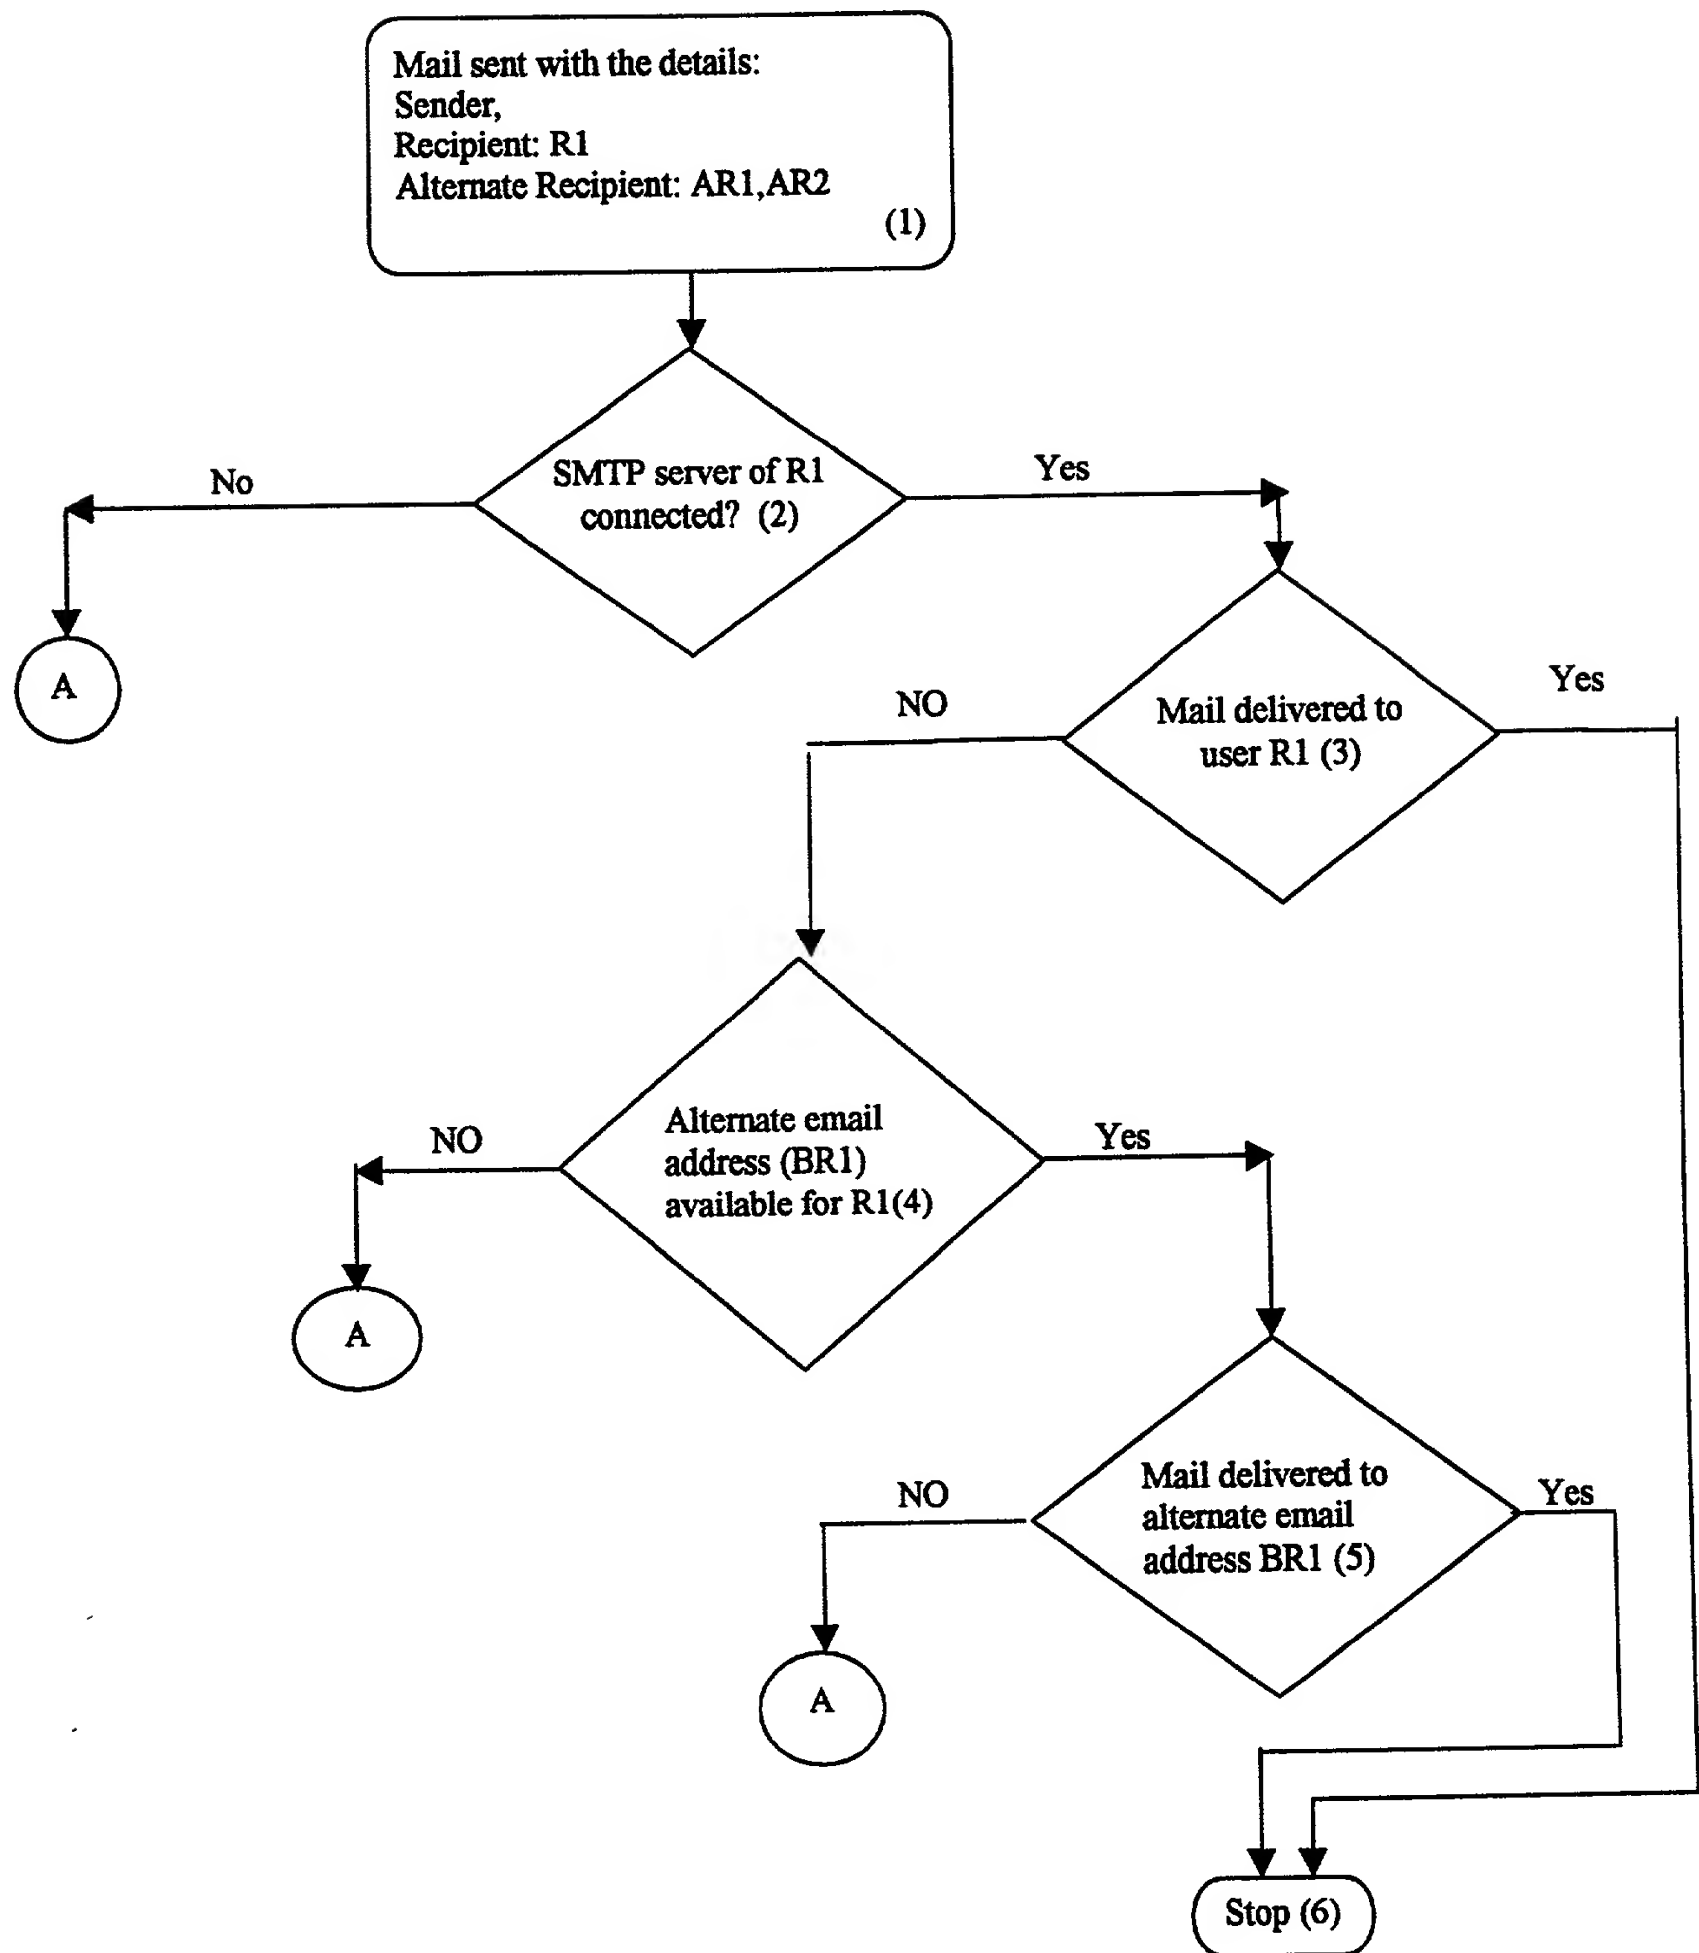 Mail sent with the details:
Sender,
Recipient: R1
Alternate Recipient: AR1,AR2
(1)
No
SMTP server of R1
connected? (2)
Yes
A
NO
Mail delivered to
user R1 (3)
Yes
NO
Alternate email
address (BR1)
available for R1(4)
Yes
A
NO
Mail delivered to
alternate email
address BR1 (5)
Yes
A
Stop (6)